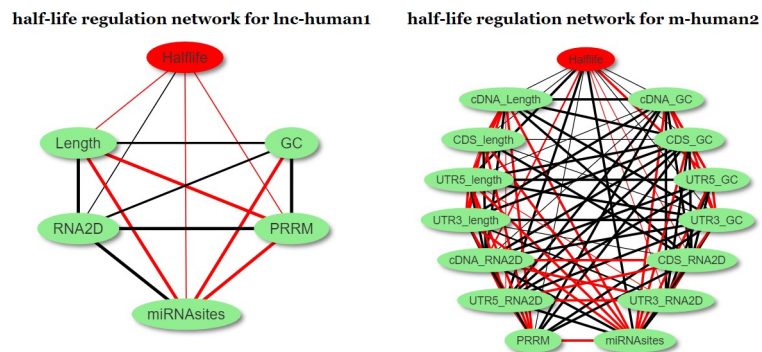 half-life regulation network for lnc-human1
Halflife
Length
GC
RNA2D
PRRM
miRNAsites
half-life regulation network for m-human2
Halflife
cDNA_Length
cDNA_GC
CDS_length
CDS_GC
UTR5_length
UTR5_GC
UTR3_length
UTR3_GC
cDNA_RNA2D
CDS_RNA2D
UTR5_RNA2D
UTR3_RNA2D
PRRM
miRNAsites